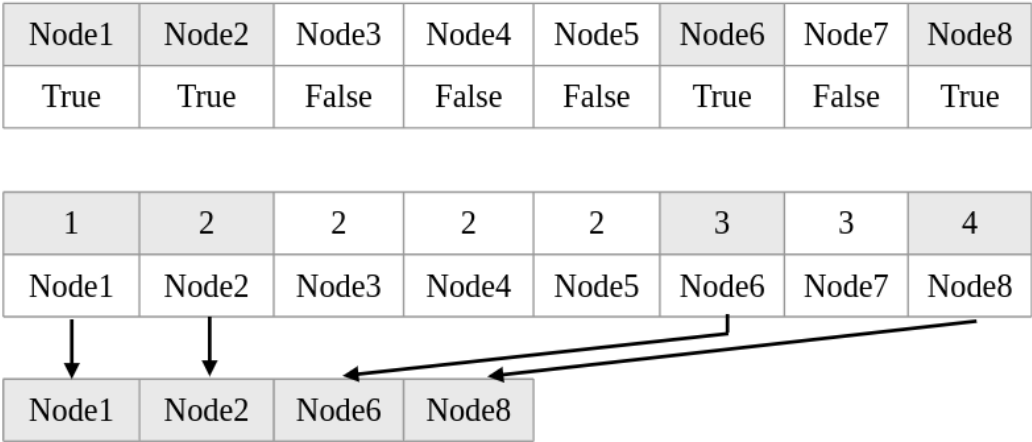 Node1 Node2 Node3 Node4 Node5 Node6 Node7 Node8
True True False False False True False True
1 2 2 2 2 3 3 4
Node1 Node2 Node3 Node4 Node5 Node6 Node7 Node8
Node1 Node2 Node6 Node8